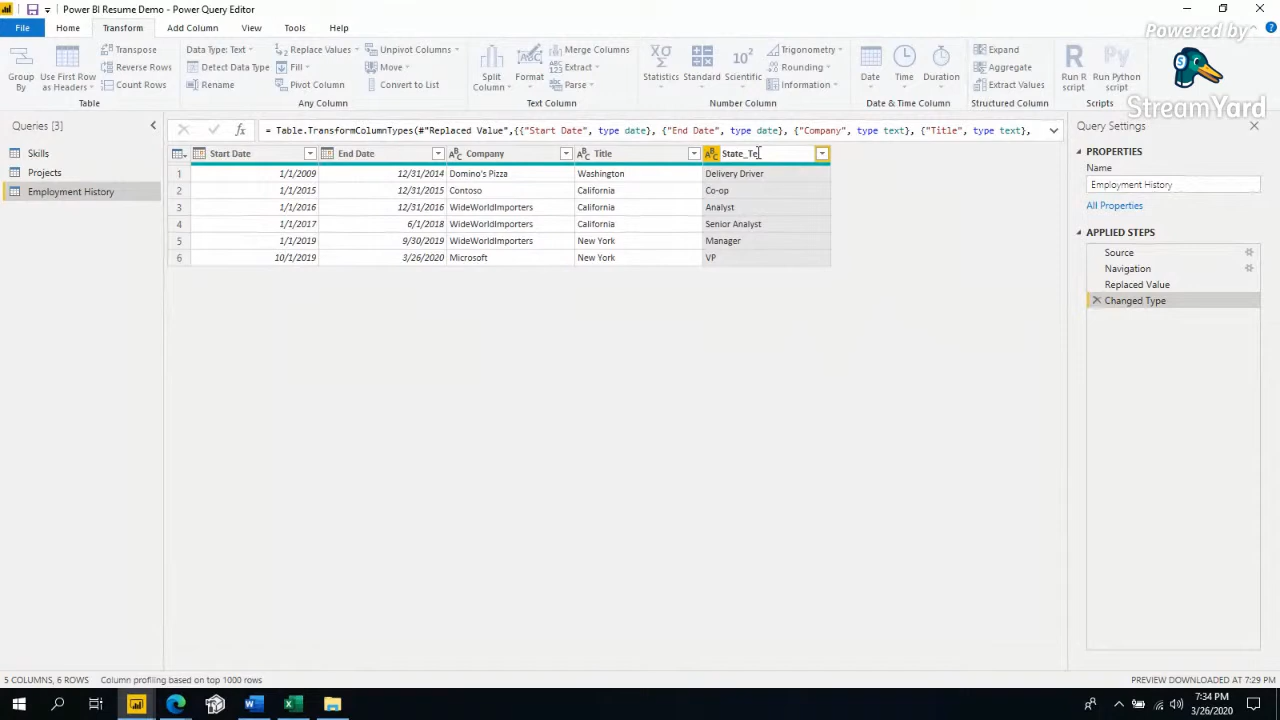 Power BI Resume Demo - Power Query Editor
File Home Transform Add Column View Tools Help
Powered by
StreamYard
Group By
Use First Row as Headers
Transpose
Reverse Rows
Count Rows
Table
Data Type: Text
Detect Data Type
Rename
Replace Values
Fill
Pivot Column
Unpivot Columns
Move
Convert to List
Any Column
Split Column
Format
Merge Columns
Extract
Parse
Text Column
Statistics
Standard
Scientific
Trigonometry
Rounding
Information
Number Column
Date
Time
Duration
Date & Time Column
Expand
Aggregate
Extract Values
Structured Column
Run R script
Run Python script
Scripts
Queries [3]
Skills
Projects
Employment History
= Table.TransformColumnTypes(#"Replaced Value",{{"Start Date", type date}, {"End Date", type date}, {"Company", type text}, {"Title", type text},
Start Date End Date Company Title State_Te
1 1/1/2009 12/31/2014 Domino's Pizza Washington Delivery Driver
2 1/1/2015 12/31/2015 Contoso California Co-op
3 1/1/2016 12/31/2016 WideWorldImporters California Analyst
4 1/1/2017 6/1/2018 WideWorldImporters California Senior Analyst
5 1/1/2019 9/30/2019 WideWorldImporters New York Manager
6 10/1/2019 3/26/2020 Microsoft New York VP
Query Settings
PROPERTIES
Name
Employment History
All Properties
APPLIED STEPS
Source
Navigation
Replaced Value
Changed Type
5 COLUMNS, 6 ROWS Column profiling based on top 1000 rows
PREVIEW DOWNLOADED AT 7:29 PM
7:34 PM
3/26/2020